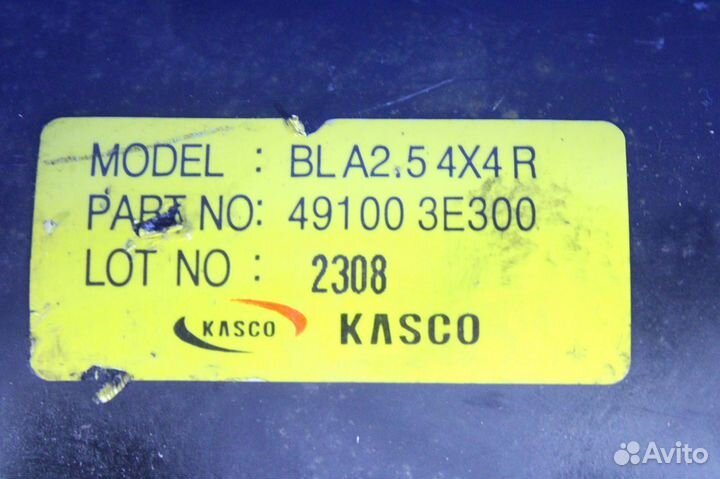 MODEL : BL A2.5 4X4 R
PART NO: 49100 3E300
LOT NO : 2308
KASCO KASCO
Avito